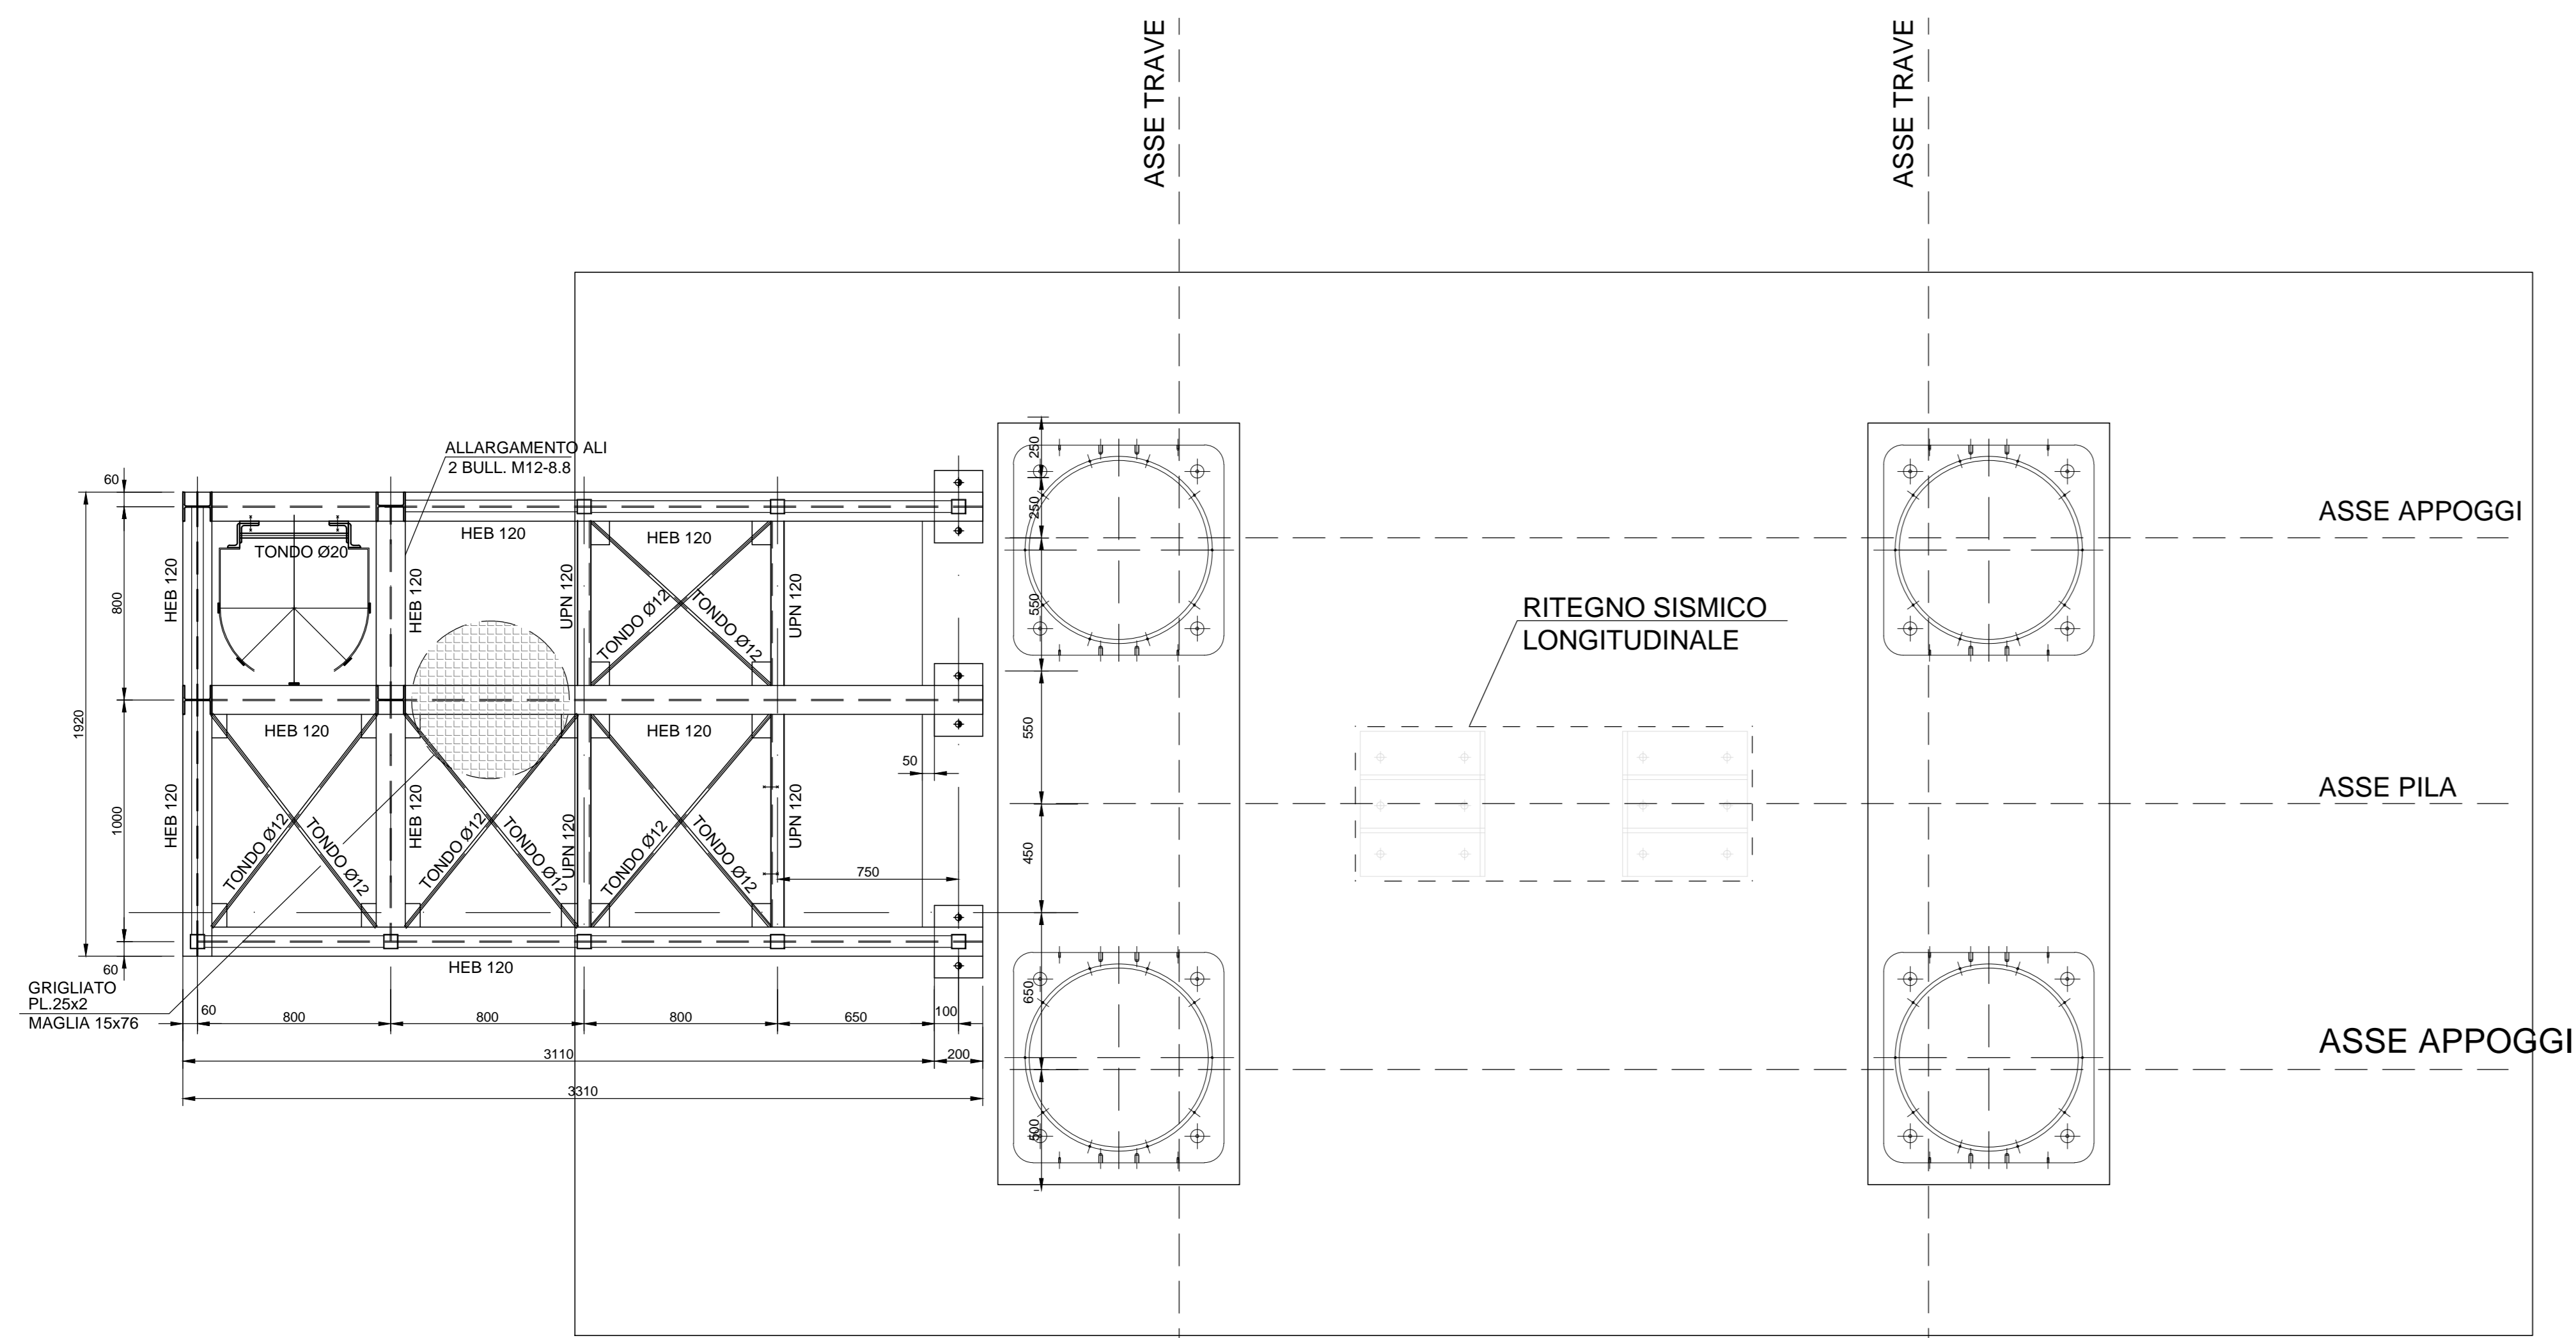 ASSE TRAVE
ASSE TRAVE
ALLARGAMENTO ALI
2 BULL. M12-8.8
60
800
1920
1000
60
HEB 120
HEB 120
TONDO Ø20
HEB 120
HEB 120
HEB 120
HEB 120
UPN 120
UPN 120
TONDO Ø12
TONDO Ø12
UPN 120
UPN 120
HEB 120
HEB 120
TONDO Ø12
TONDO Ø12
TONDO Ø12
TONDO Ø12
TONDO Ø12
TONDO Ø12
HEB 120
HEB 120
50
750
GRIGLIATO
PL.25x2
MAGLIA 15x76
60
800
800
800
650
100
3110
200
3310
250
250
550
550
450
650
500
RITEGNO SISMICO
LONGITUDINALE
ASSE APPOGGI
ASSE PILA
ASSE APPOGGI